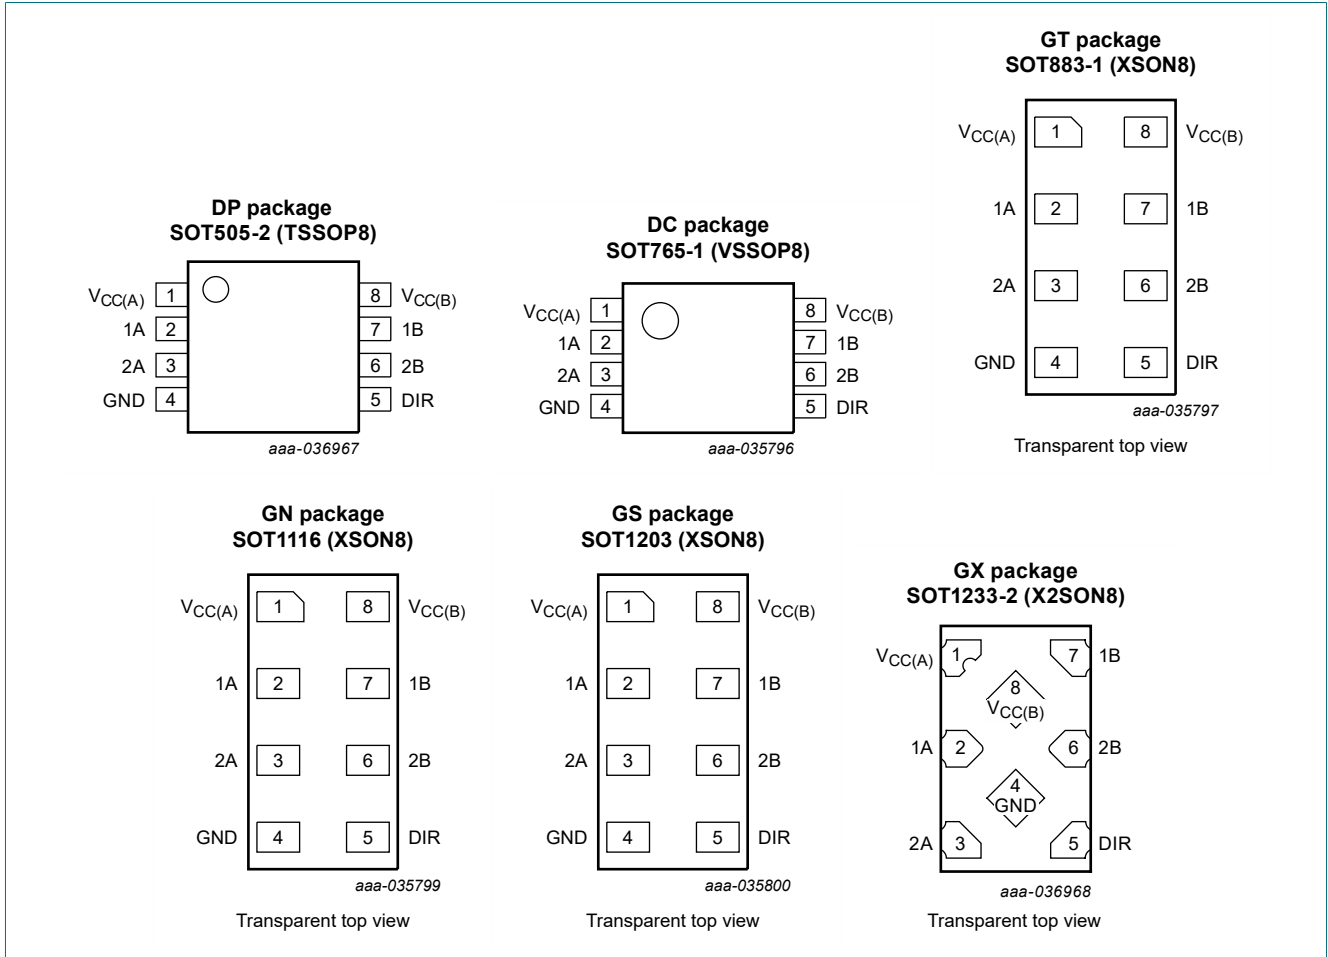 GT package
SOT883-1 (XSON8)
VCC(A) 1 8 VCC(B)
1A 2 7 1B
2A 3 6 2B
GND 4 5 DIR
aaa-035797
Transparent top view
DP package
SOT505-2 (TSSOP8)
VCC(A) 1 8 VCC(B)
1A 2 7 1B
2A 3 6 2B
GND 4 5 DIR
aaa-036967
DC package
SOT765-1 (VSSOP8)
VCC(A) 1 8 VCC(B)
1A 2 7 1B
2A 3 6 2B
GND 4 5 DIR
aaa-035796
GN package
SOT1116 (XSON8)
VCC(A) 1 8 VCC(B)
1A 2 7 1B
2A 3 6 2B
GND 4 5 DIR
aaa-035799
Transparent top view
GS package
SOT1203 (XSON8)
VCC(A) 1 8 VCC(B)
1A 2 7 1B
2A 3 6 2B
GND 4 5 DIR
aaa-035800
Transparent top view
GX package
SOT1233-2 (X2SON8)
VCC(A) 1 7 1B
8
VCC(B)
1A 2 6 2B
4
GND
2A 3 5 DIR
aaa-036968
Transparent top view